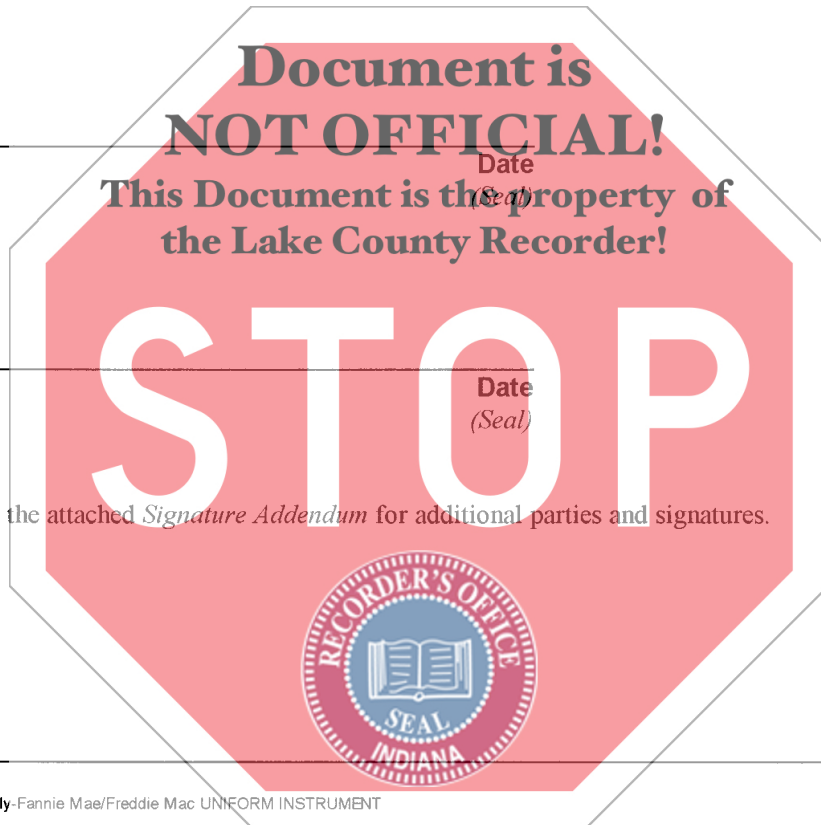 Document is
NOT OFFICIAL!
Date
This Document is the property of
(Seal)
the Lake County Recorder!
STOP
Date
(Seal)
the attached Signature Addendum for additional parties and signatures.
RECORDER'S OFFICE
SEAL
INDIANA
ly-Fannie Mae/Freddie Mac UNIFORM INSTRUMENT